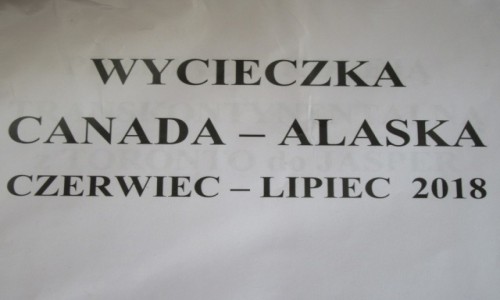 WYCIECZKA
CANADA – ALASKA
CZERWIEC – LIPIEC 2018